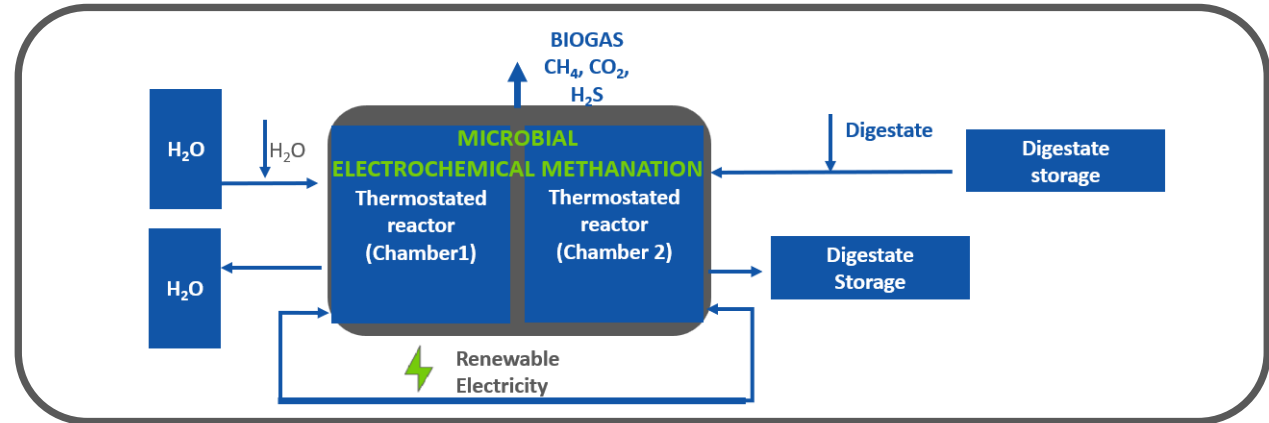 BIOGAS
CH₄, CO₂,
H₂S
H₂O
H₂O
MICROBIAL
ELECTROCHEMICAL METHANATION
Thermostated
reactor
(Chamber1)
Thermostated
reactor
(Chamber 2)
Digestate
Digestate
storage
H₂O
Digestate
Storage
Renewable
Electricity